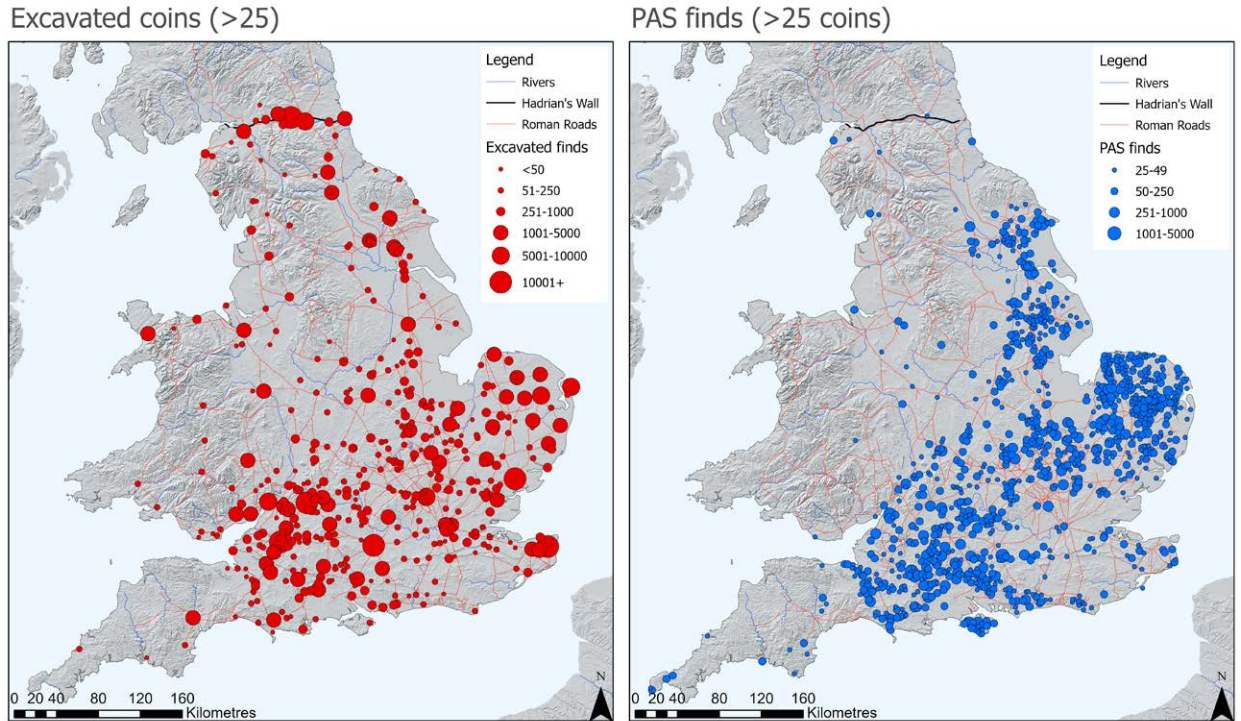 Excavated coins (>25)
Legend
Rivers
Hadrian's Wall
Roman Roads
Excavated finds
<50
51-250
251-1000
1001-5000
5001-10000
10001+
N
0 20 40 80 120 160
Kilometres
PAS finds (>25 coins)
Legend
Rivers
Hadrian's Wall
Roman Roads
PAS finds
25-49
50-250
251-1000
1001-5000
N
0 20 40 80 120 160
Kilometres